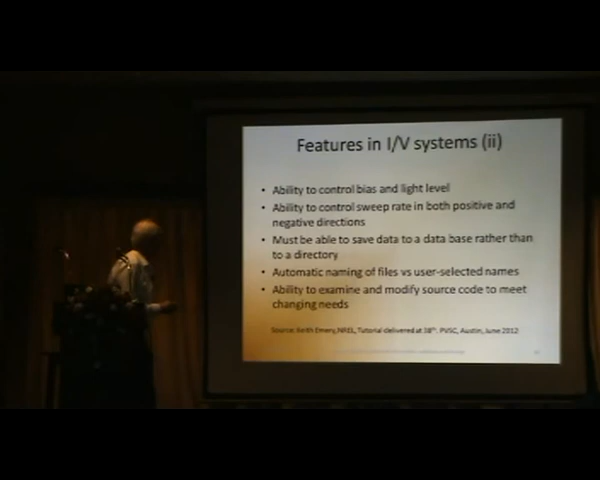 Features in I/V systems (ii)
• Ability to control bias and light level
• Ability to control sweep rate in both positive and
negative directions
• Must be able to save data to a data base rather than
to a directory
• Automatic naming of files vs user-selected names
• Ability to examine and modify source code to meet
changing needs
Source: Keith Emery, NREL, Tutorial delivered at 38th. PVSC, Austin, June 2012